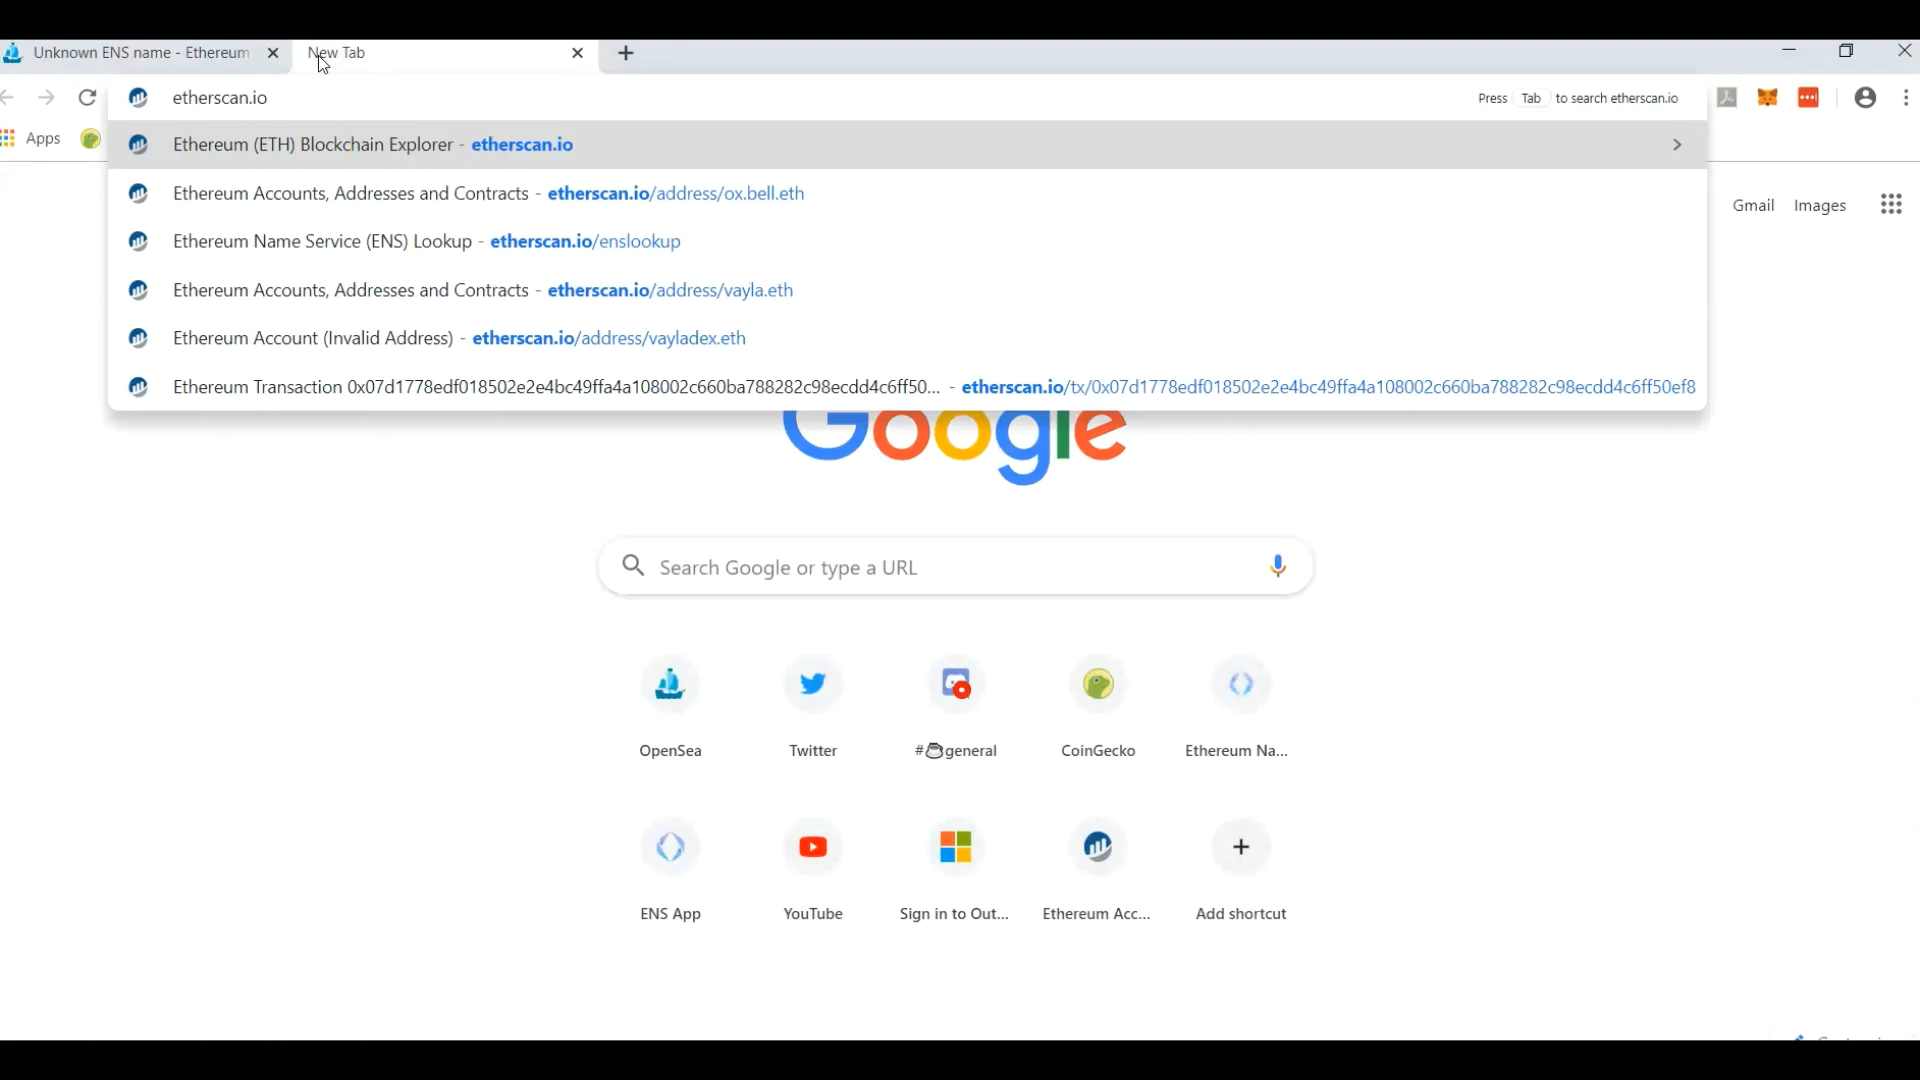 Unknown ENS name - Ethereum
New Tab
etherscan.io
Press Tab to search etherscan.io
Apps
Ethereum (ETH) Blockchain Explorer - etherscan.io
Ethereum Accounts, Addresses and Contracts - etherscan.io/address/ox.bell.eth
Ethereum Name Service (ENS) Lookup - etherscan.io/enslookup
Ethereum Accounts, Addresses and Contracts - etherscan.io/address/vayla.eth
Ethereum Account (Invalid Address) - etherscan.io/address/vayladex.eth
Ethereum Transaction 0x07d1778edf018502e2e4bc49ffa4a108002c660ba788282c98ecdd4c6ff50... - etherscan.io/tx/0x07d1778edf018502e2e4bc49ffa4a108002c660ba788282c98ecdd4c6ff50ef8
Gmail Images
Google
Search Google or type a URL
OpenSea
Twitter
#☕general
CoinGecko
Ethereum Na...
ENS App
YouTube
Sign in to Out...
Ethereum Acc...
Add shortcut